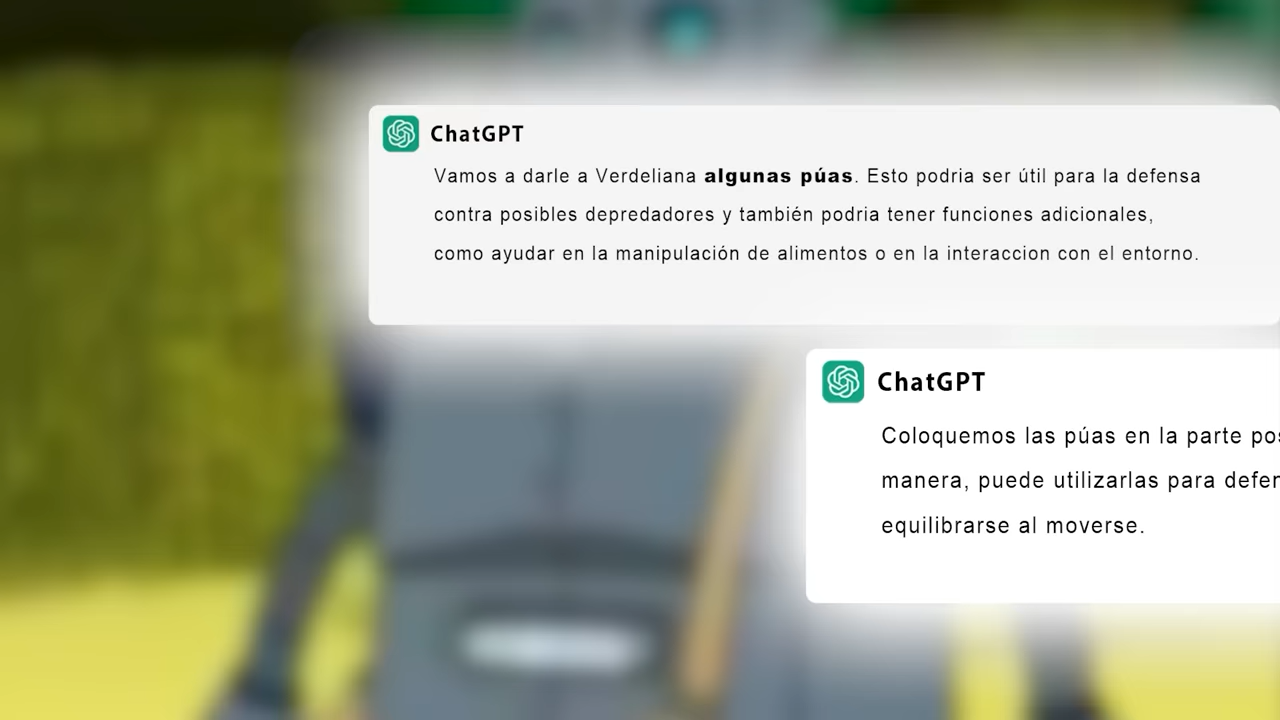 ChatGPT
Vamos a darle a Verdeliana algunas púas. Esto podria ser útil para la defensa
contra posibles depredadores y también podria tener funciones adicionales,
como ayudar en la manipulación de alimentos o en la interaccion con el entorno.
ChatGPT
Coloquemos las púas en la parte
manera, puede utilizarlas para
equilibrarse al moverse.